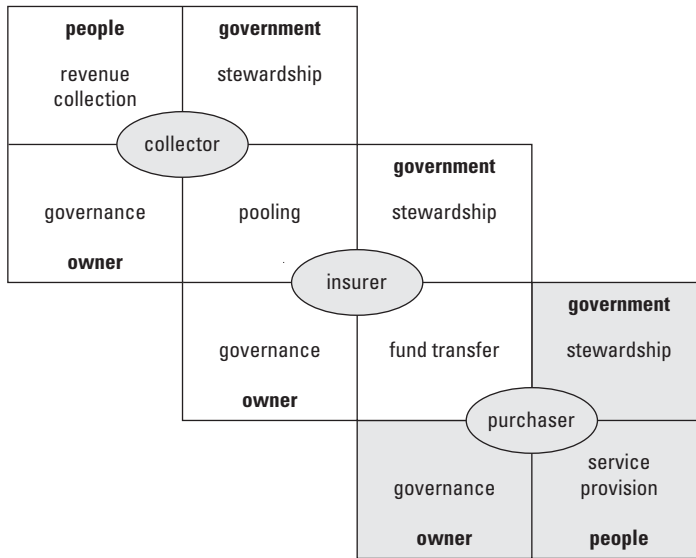 people government
revenue
collection stewardship
collector
government
governance pooling stewardship
owner
insurer
government
governance fund transfer stewardship
owner
purchaser
governance service
provision
owner people